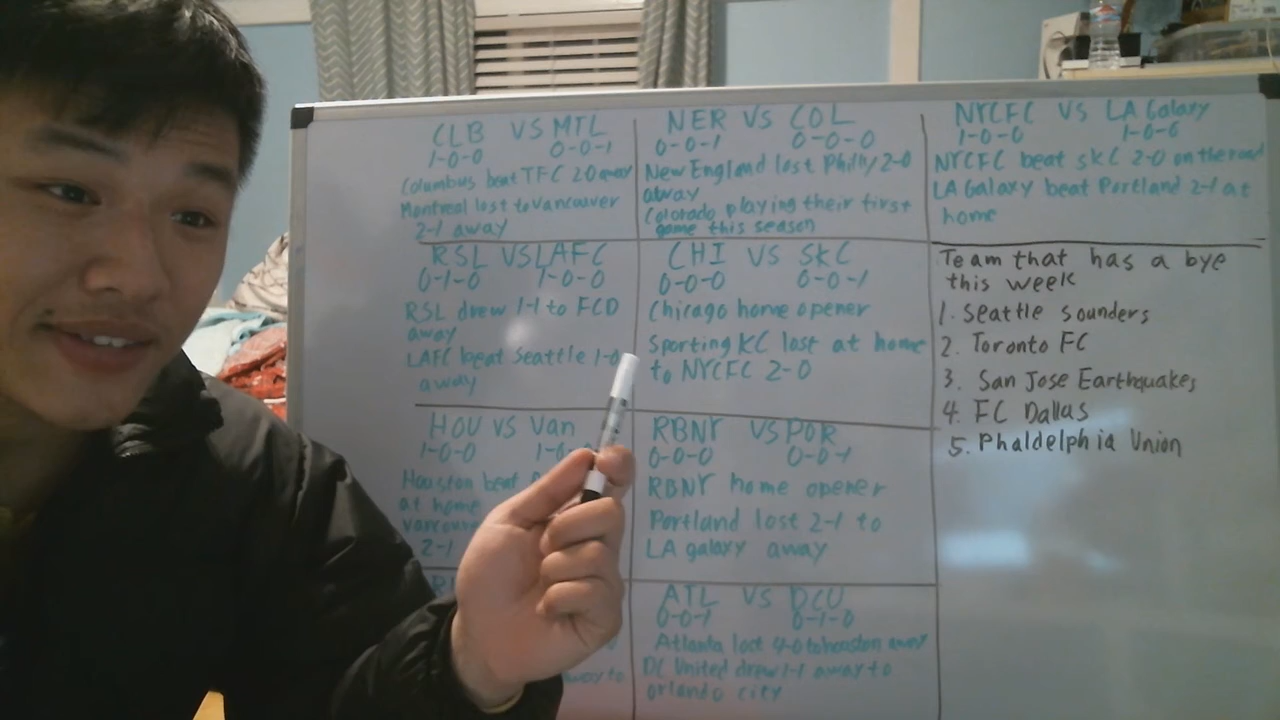 CLB VS MTL
1-0-0 0-0-1
Columbus beat TFC 2-0 away
Montreal lost to Vancouver
2-1 away
NER VS COL
0-0-1 0-0-0
New England lost Philly 2-0
away
Colorado playing their first
game this season
NYCFC VS LA Galaxy
1-0-0 1-0-0
NYCFC beat SKC 2-0 on the road
LA Galaxy beat Portland 2-1 at
home
RSL VS LAFC
0-1-0 1-0-0
RSL drew 1-1 to FCD
away
LAFC beat Seattle 1-0
away
CHI VS SKC
0-0-0 0-0-1
Chicago home opener
Sporting KC lost at home
to NYCFC 2-0
Team that has a bye
this week
1. Seattle Sounders
2. Toronto FC
3. San Jose Earthquakes
4. FC Dallas
5. Phaldelphia Union
HOU VS Van
1-0-0
Houston beat
at home
2-1
RBNY VS POR
0-0-0 0-0-1
RBNY home opener
Portland lost 2-1 to
LA galaxy away
ATL VS DCU
0-0-1 0-1-0
Atlanta lost 4-0 to houston away
DC United drew 1-1 away to
orlando city